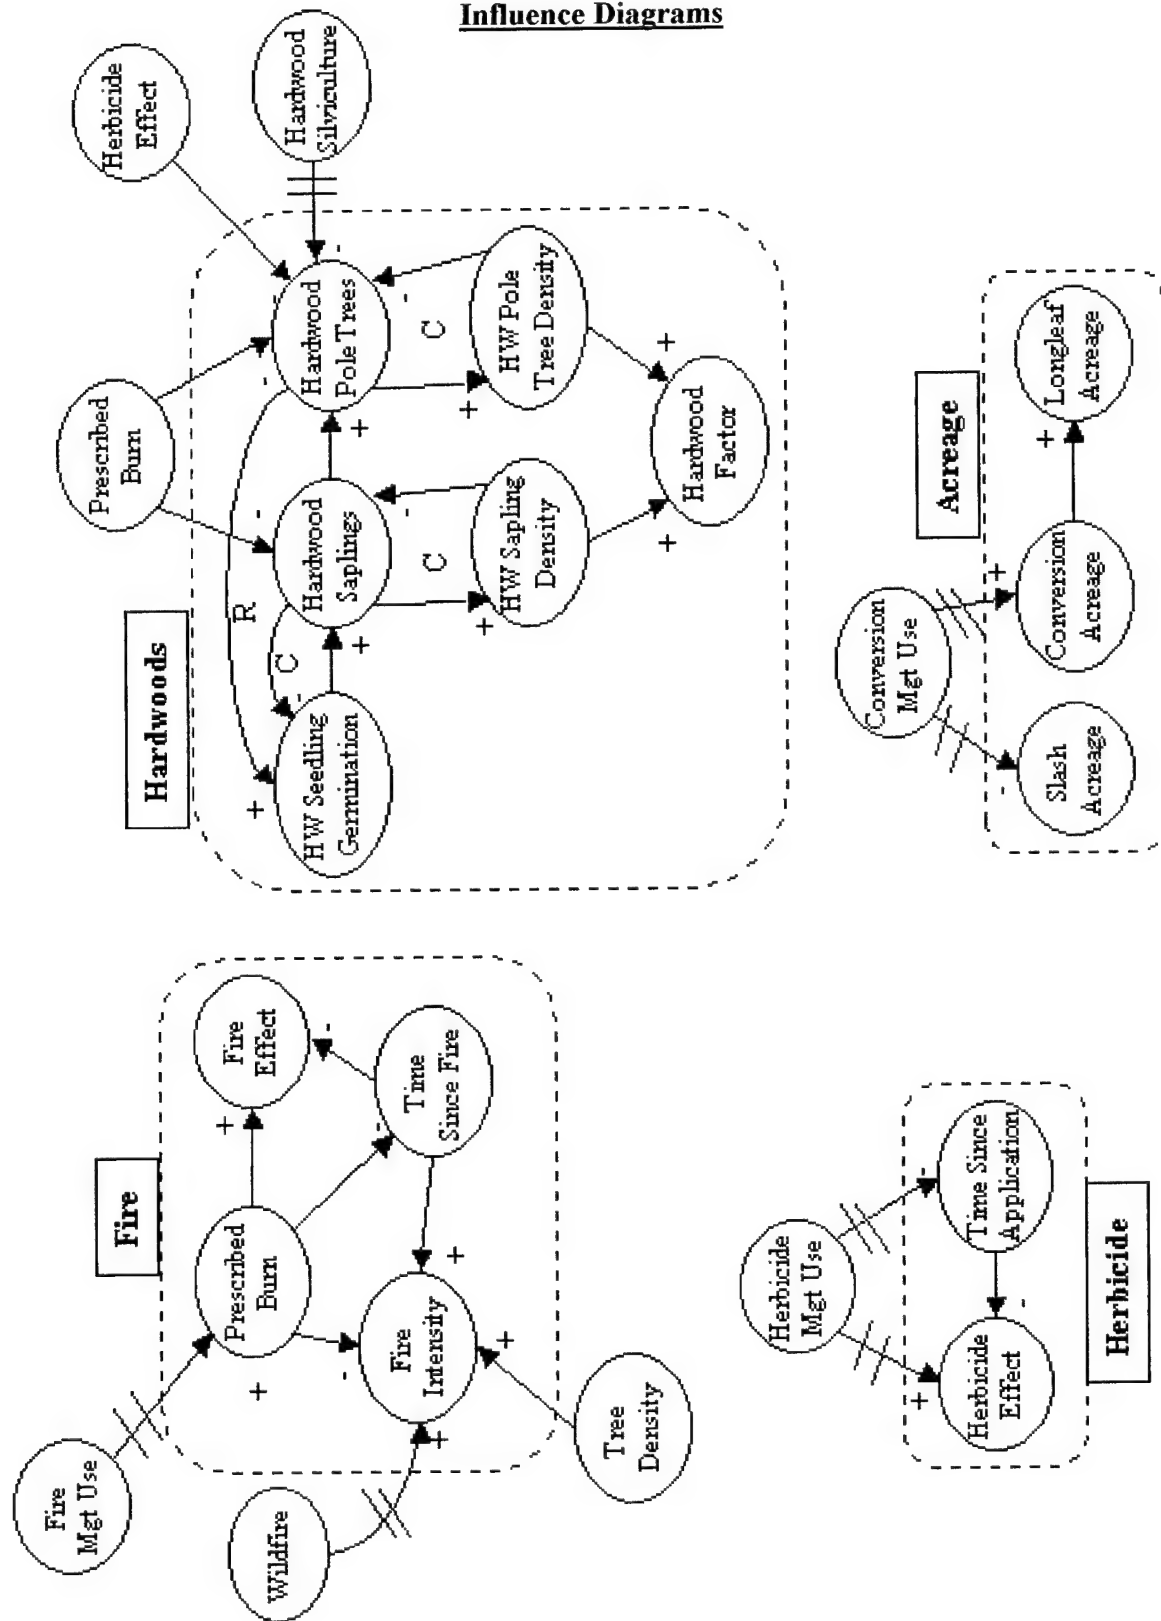 Influence Diagrams
Fire
Fire
Mgt Use
Prescribed
Burn
+
Fire
Effect
+
Wildfire
+
Fire
Intensity
-
+
Time
Since Fire
-
-
Tree
Density
+
Hardwoods
Prescribed
Burn
Herbicide
Effect
Hardwood
Silviculture
HW Seedling
Germination
+
-
R
C
Hardwood
Saplings
+
-
-
Hardwood
Pole Trees
+
-
-
-
-
C
C
HW Sapling
Density
+
HW Pole
Tree Density
+
Hardwood
Factor
+
+
Herbicide
Mgt Use
Herbicide
Effect
+
-
Time Since
Application
-
Herbicide
Acreage
Conversion
Mgt Use
Slash
Acreage
-
Conversion
Acreage
+
Longleaf
Acreage
+